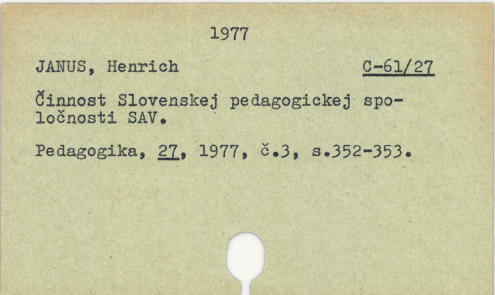 1977
JANUS, Henrich C-61/27
Činnost Slovenskej pedagogickej spo-
ločnosti SAV.
Pedagogika, 27, 1977, č.3, s.352-353.